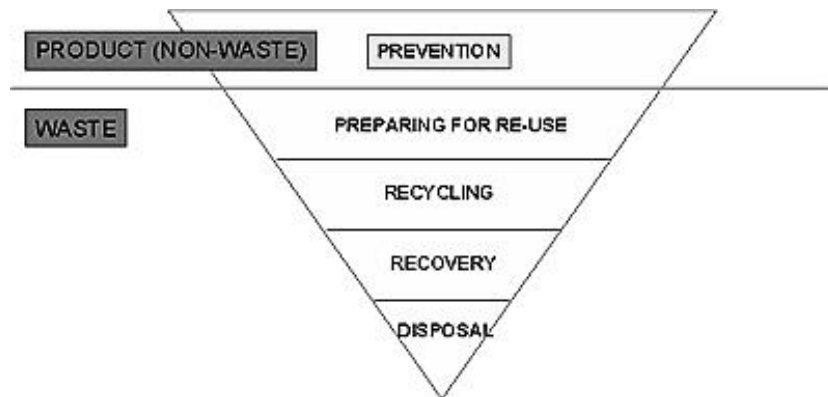 PRODUCT (NON-WASTE)
PREVENTION
WASTE
PREPARING FOR RE-USE
RECYCLING
RECOVERY
DISPOSAL